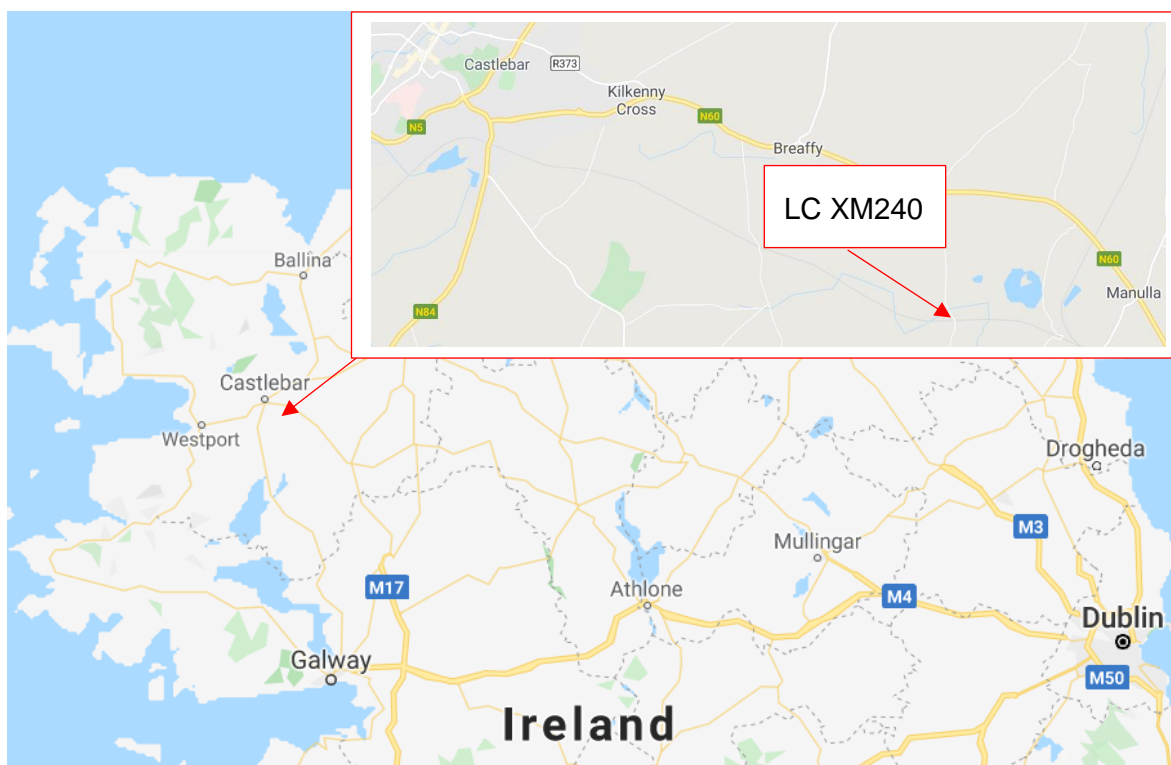 Castlebar
R373
Kilkenny
Cross
N5
N60
Breaffy
LC XM240
N60
Manulla
N84
Ballina
Castlebar
Westport
Drogheda
M3
Mullingar
M17
Athlone
M4
Dublin
Galway
M50
Ireland